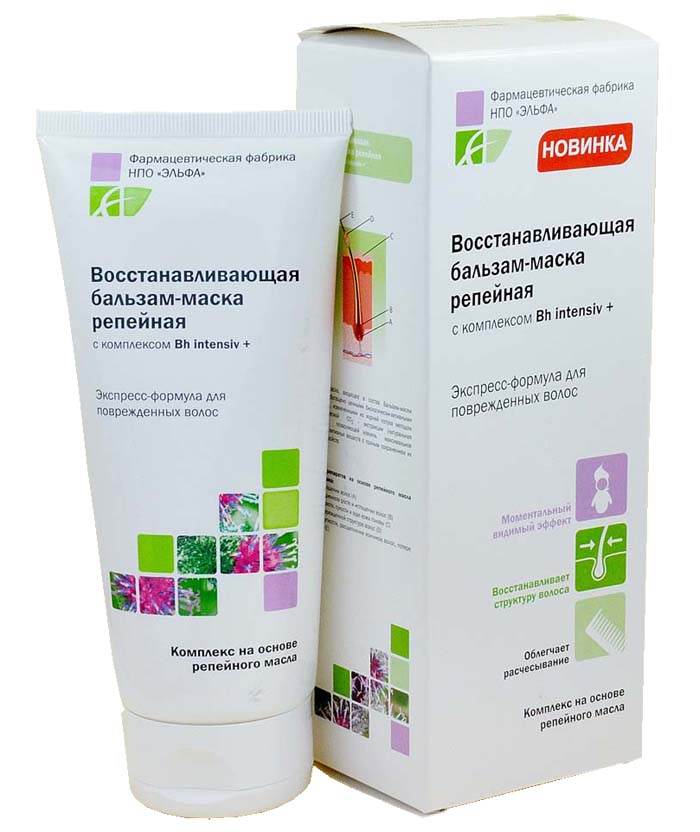 Фармацевтическая фабрика
НПО «ЭЛЬФА»
Восстанавливающая
бальзам-маска
репейная
с комплексом Bh intensiv +
Экспресс-формула для
поврежденных волос
Комплекс на основе
репейного масла
Фармацевтическая фабрика
НПО «ЭЛЬФА»
НОВИНКА
Восстанавливающая
бальзам-маска
репейная
с комплексом Bh intensiv +
Экспресс-формула для
поврежденных волос
Моментальный
видимый эффект
Восстанавливает
структуру волоса
Облегчает
расчесывание
Комплекс на основе
репейного масла
репейная
E
D
C
B
A